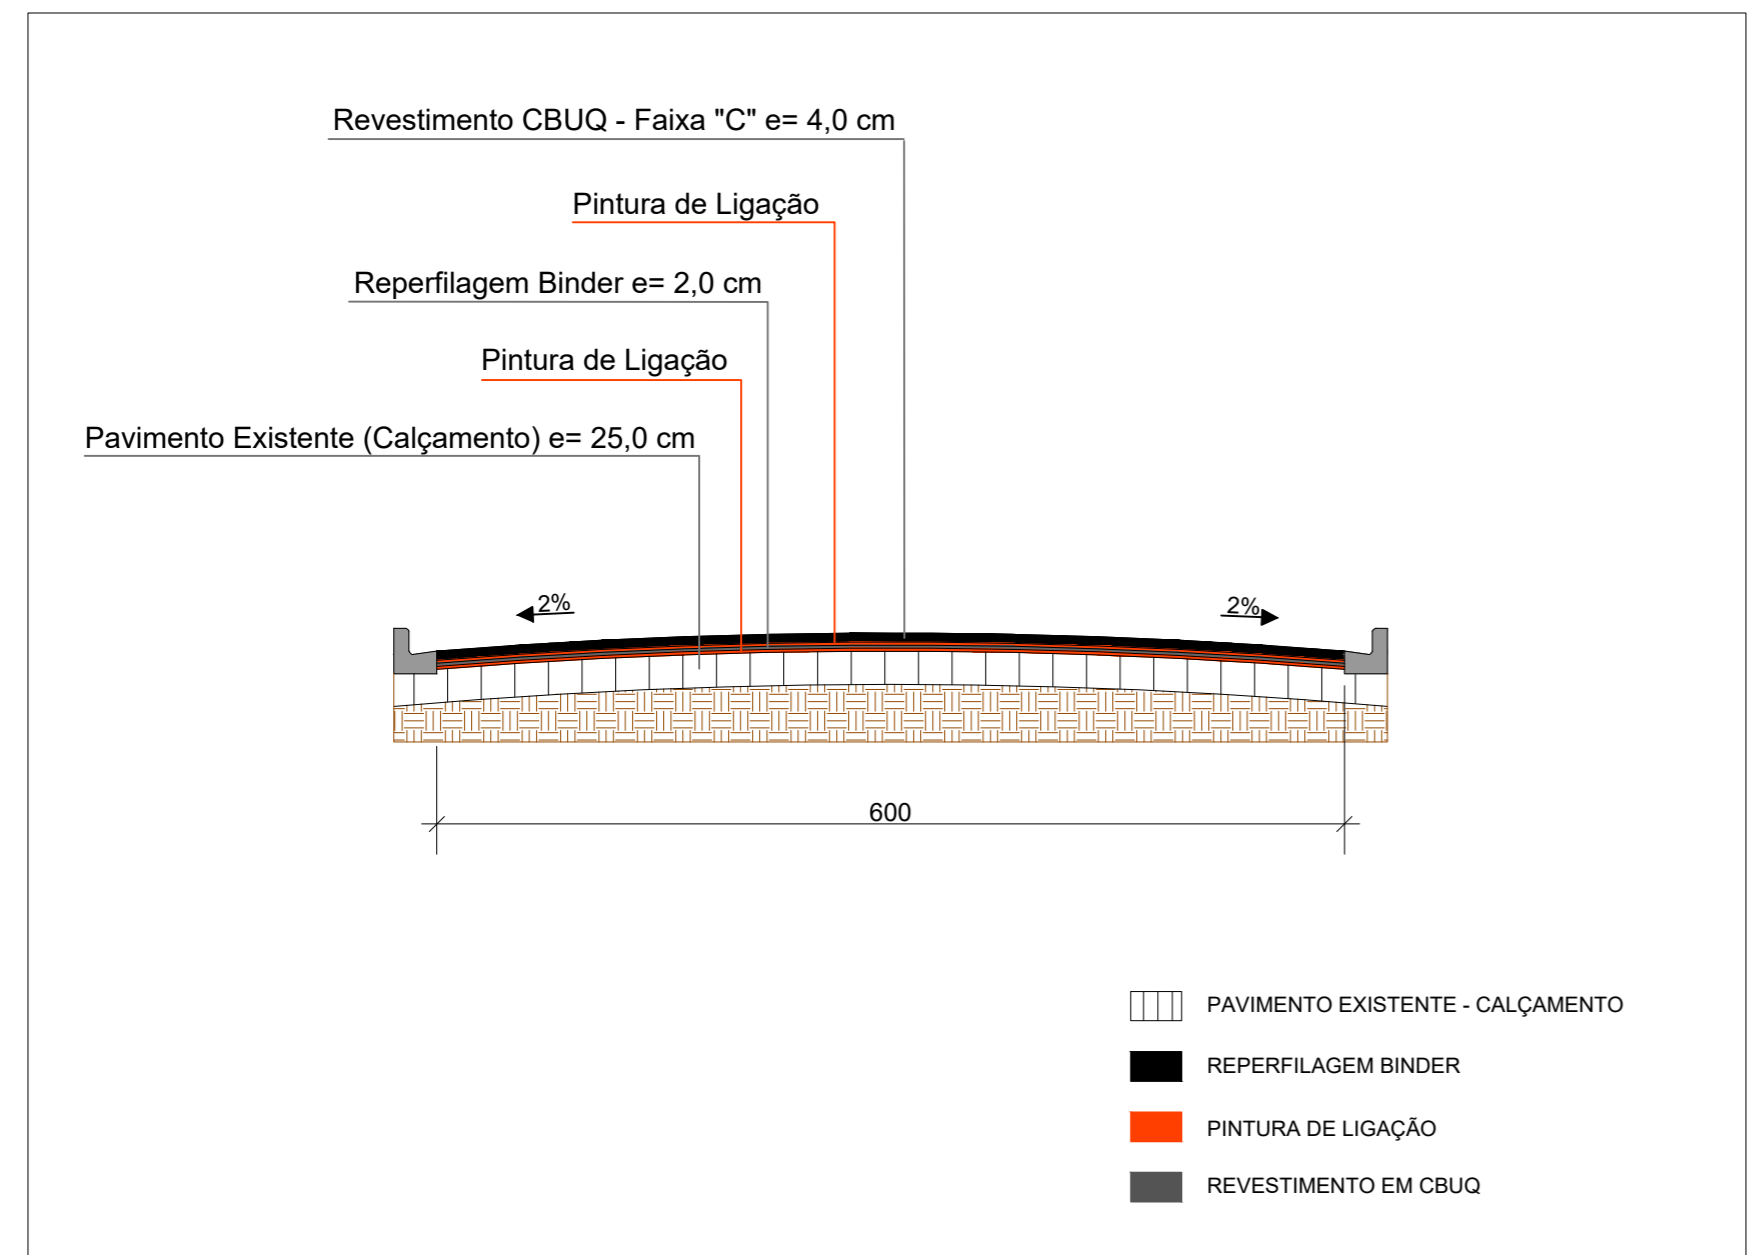 Revestimento CBUQ - Faixa "C" e= 4,0 cm
Pintura de Ligação
Reperfilagem Binder e= 2,0 cm
Pintura de Ligação
Pavimento Existente (Calçamento) e= 25,0 cm
2%
2%
600
PAVIMENTO EXISTENTE - CALÇAMENTO
REPERFILAGEM BINDER
PINTURA DE LIGAÇÃO
REVESTIMENTO EM CBUQ